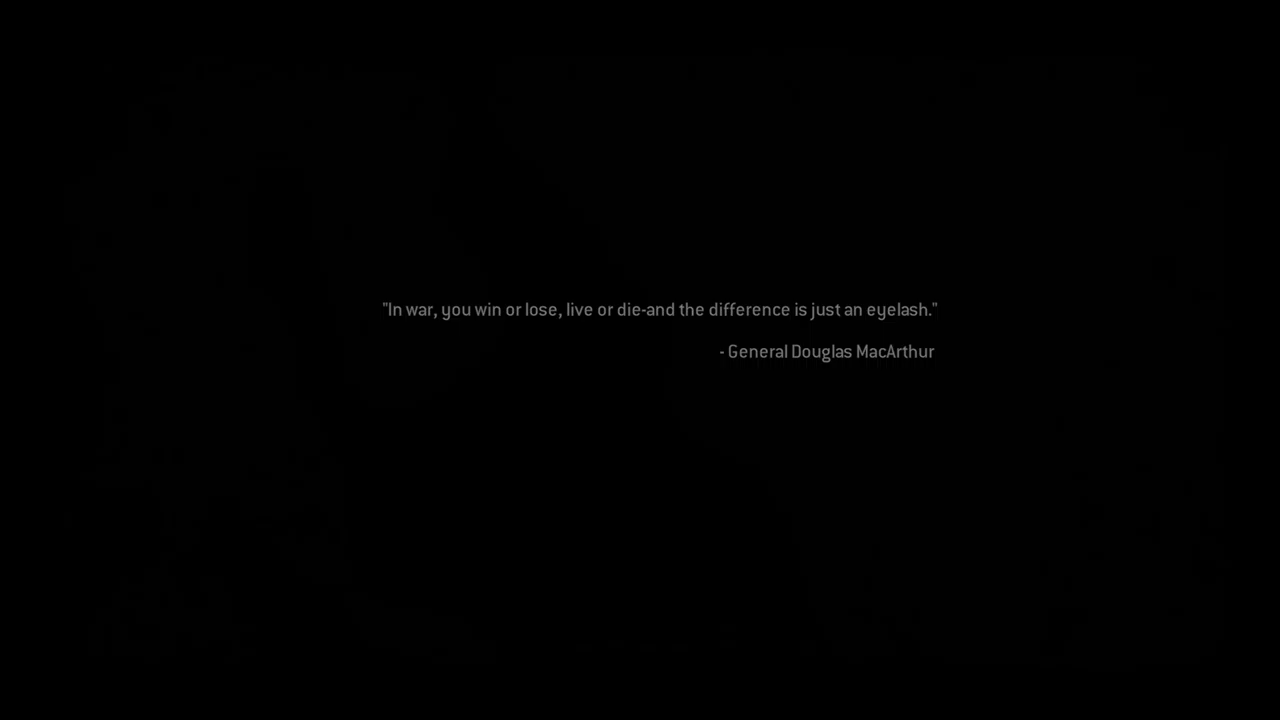 "In war, you win or lose, live or die-and the difference is just an eyelash."
- General Douglas MacArthur